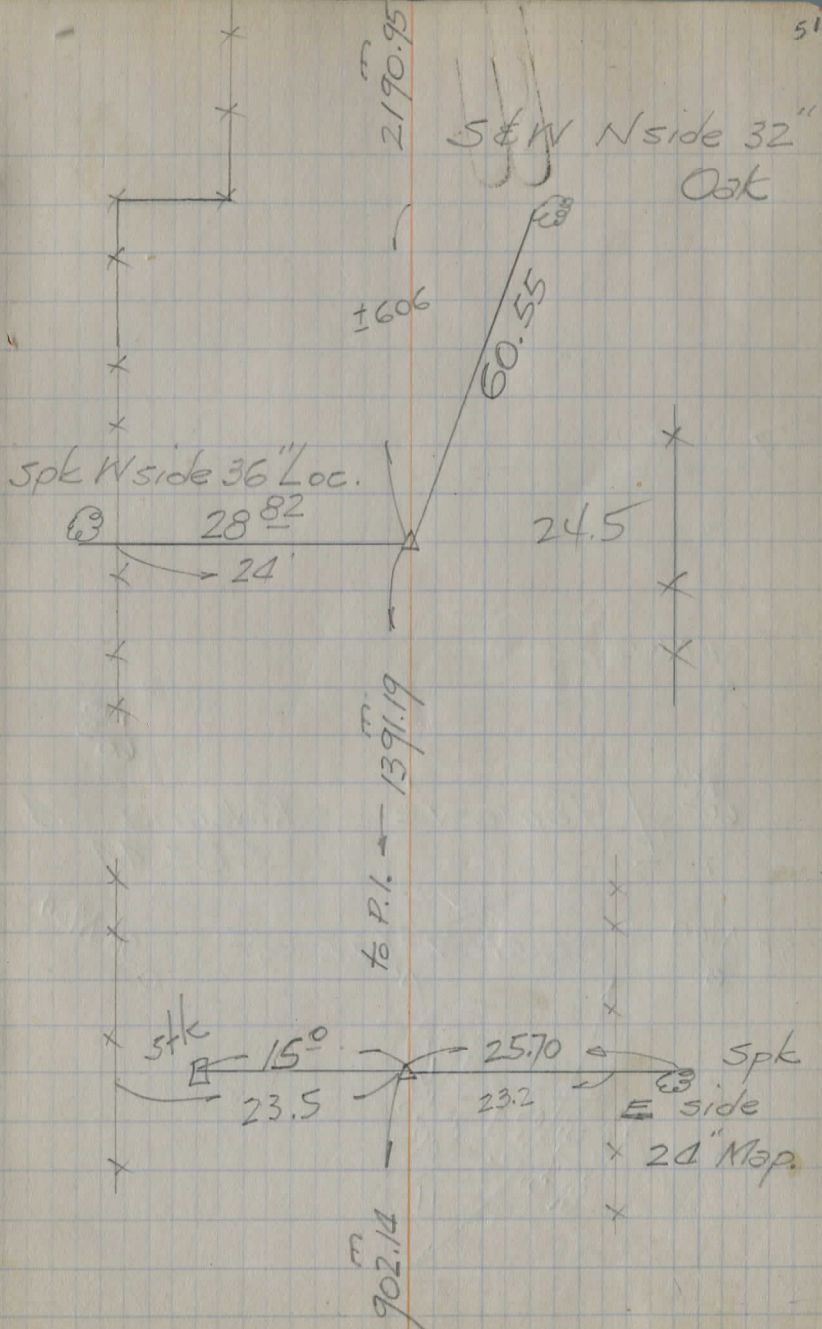 51
m
2190.95
S&W N side 32"
Oak
±606
60.55
Spk W side 36" Loc.
28 82
24'
24.5
m
to P.I. 1391.19
stk
15 0
25.70
Spk
23.5
23.2
E side
24" Map.
m
902.14